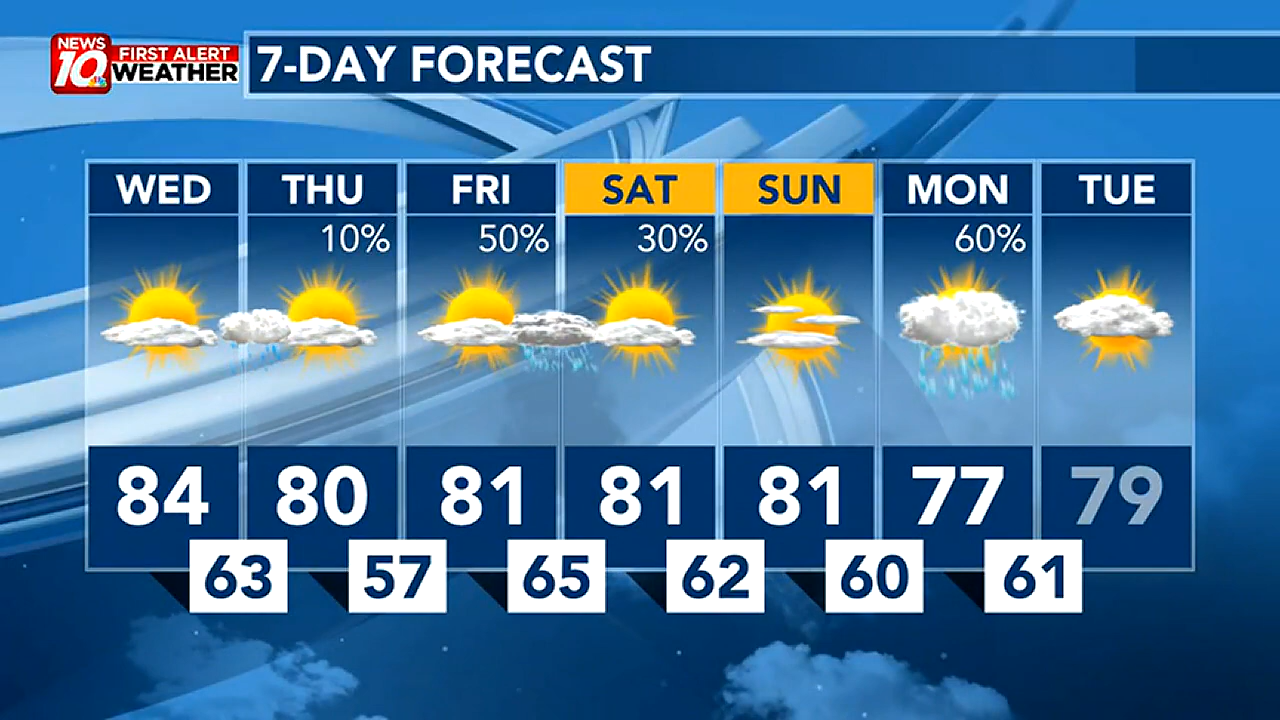 NEWS
10
FIRST ALERT
WEATHER
7-DAY FORECAST
WED THU FRI SAT SUN MON TUE
10% 50% 30% 60%
84 80 81 81 81 77 79
63 57 65 62 60 61